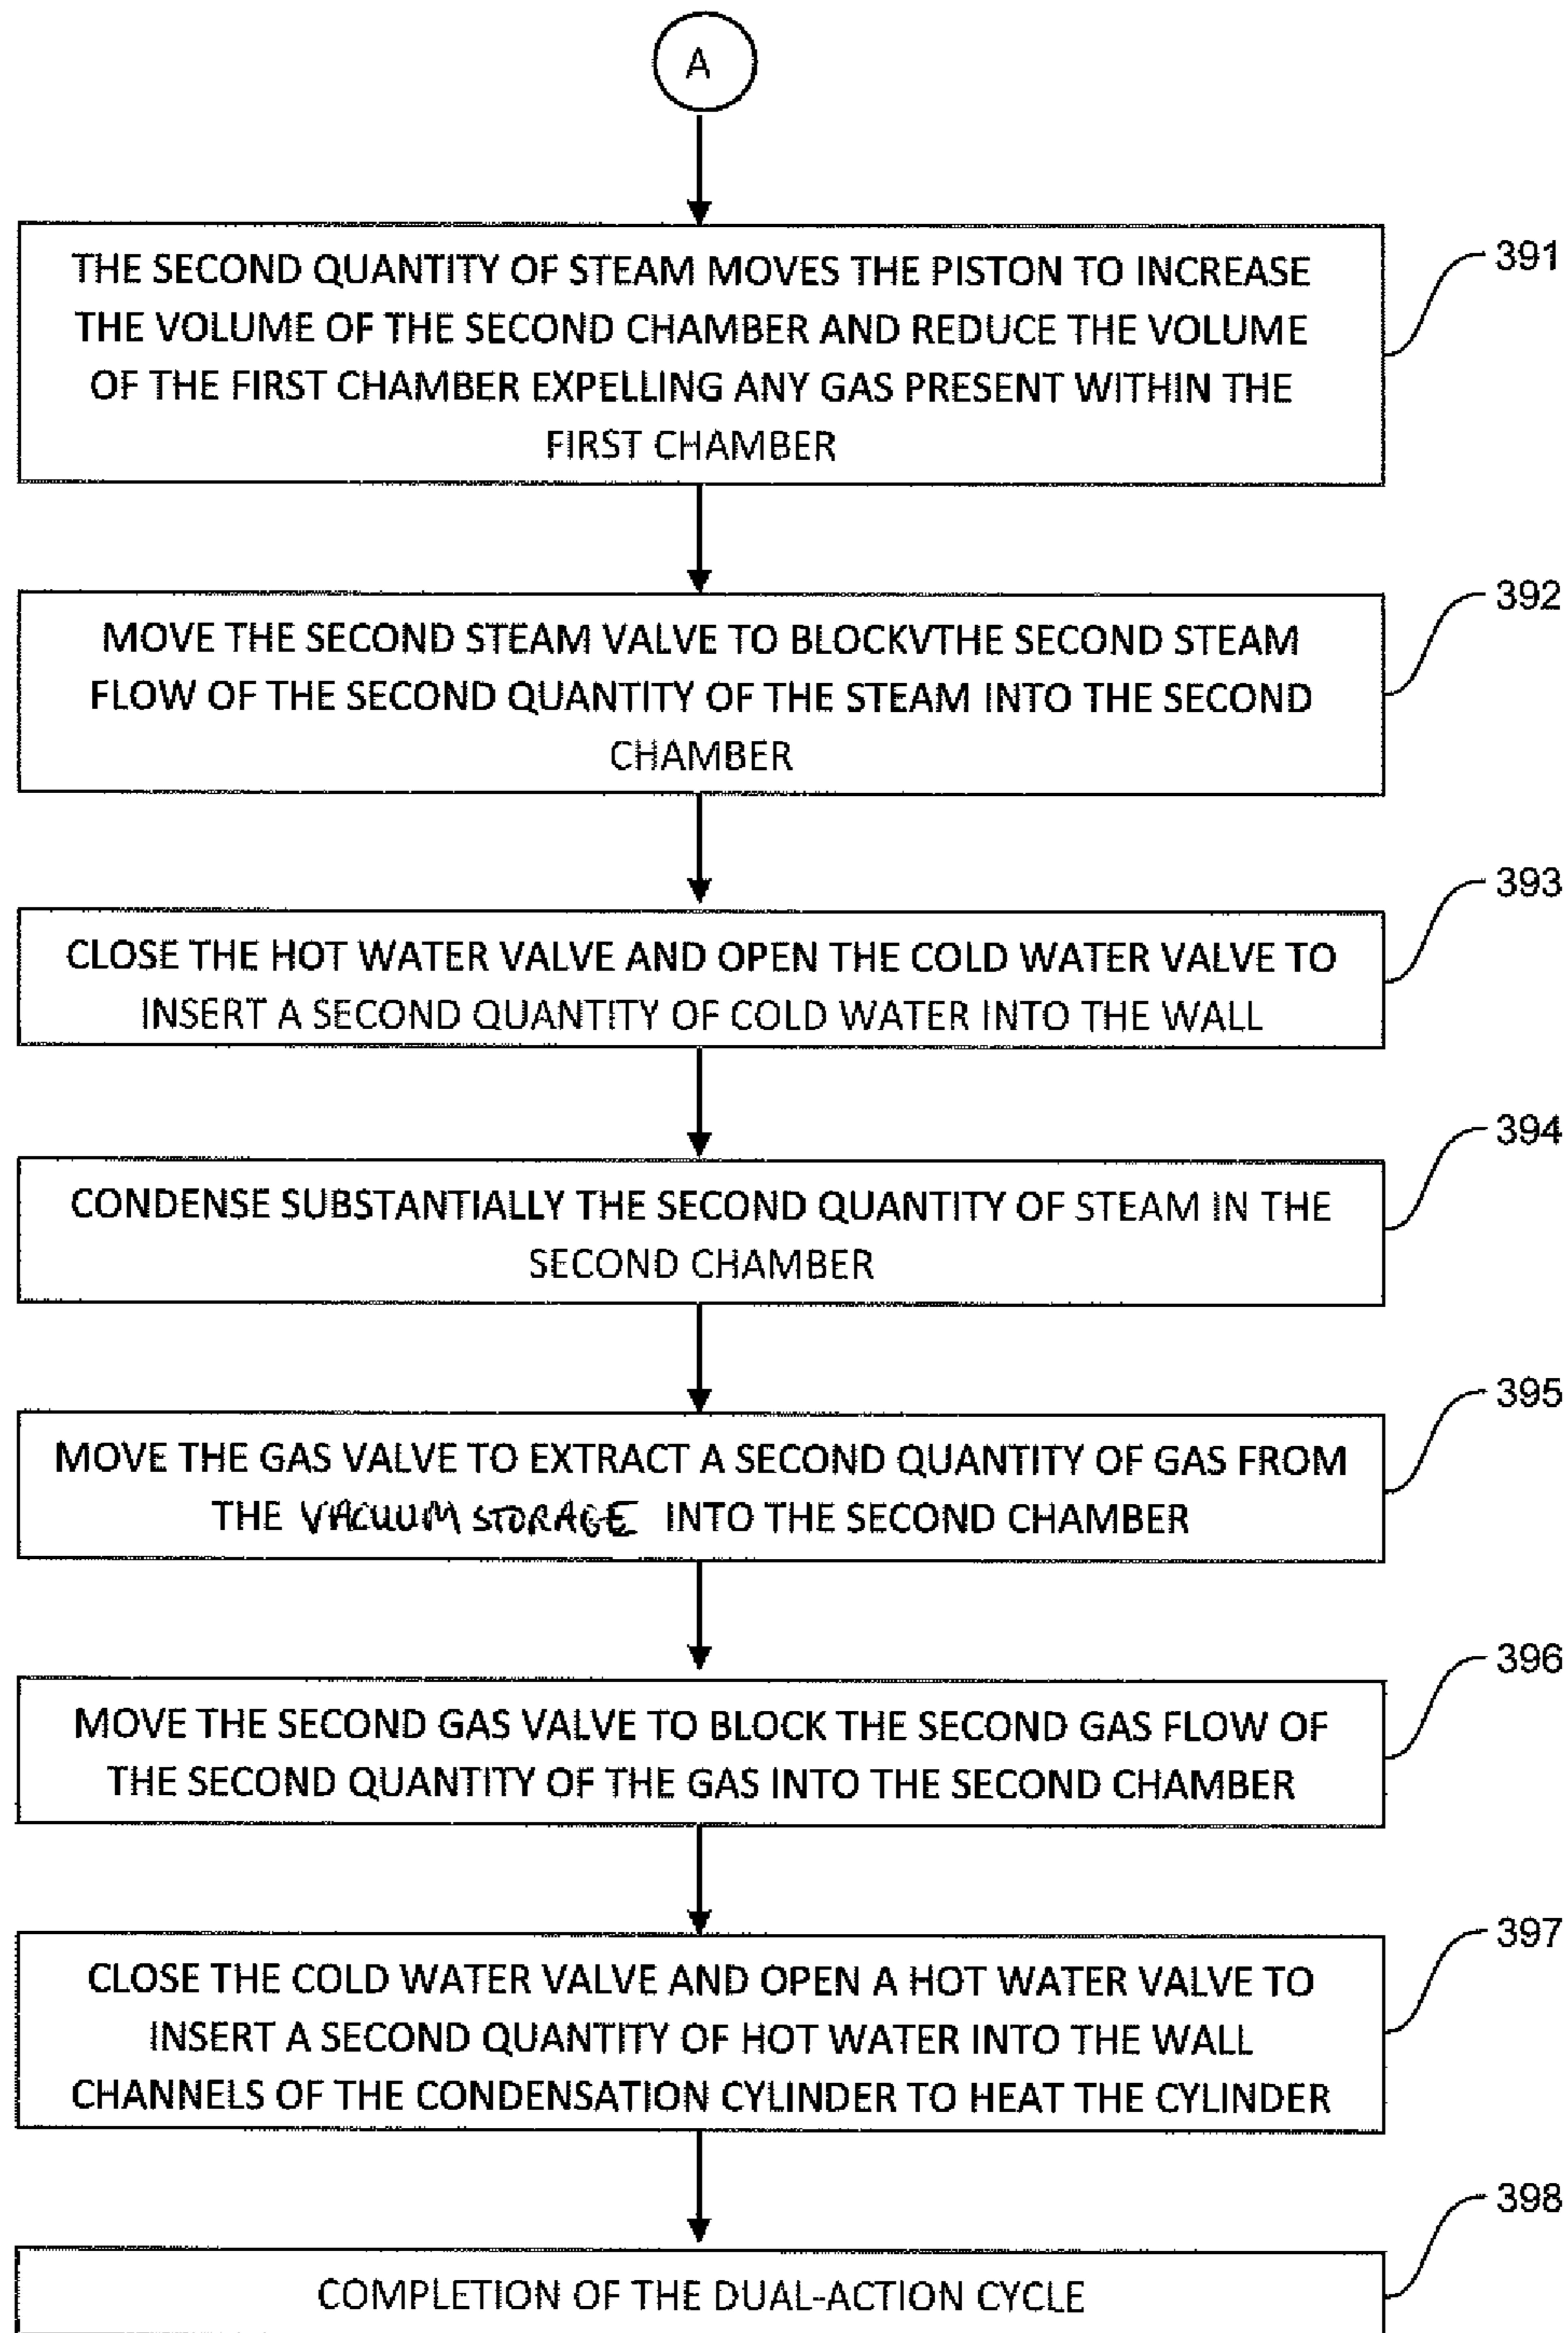 A
THE SECOND QUANTITY OF STEAM MOVES THE PISTON TO INCREASE
THE VOLUME OF THE SECOND CHAMBER AND REDUCE THE VOLUME
OF THE FIRST CHAMBER EXPELLING ANY GAS PRESENT WITHIN THE
FIRST CHAMBER
391
MOVE THE SECOND STEAM VALVE TO BLOCKVTHE SECOND STEAM
FLOW OF THE SECOND QUANTITY OF THE STEAM INTO THE SECOND
CHAMBER
392
CLOSE THE HOT WATER VALVE AND OPEN THE COLD WATER VALVE TO
INSERT A SECOND QUANTITY OF COLD WATER INTO THE WALL
393
CONDENSE SUBSTANTIALLY THE SECOND QUANTITY OF STEAM IN THE
SECOND CHAMBER
394
MOVE THE GAS VALVE TO EXTRACT A SECOND QUANTITY OF GAS FROM
THE VACUUM STORAGE INTO THE SECOND CHAMBER
395
MOVE THE SECOND GAS VALVE TO BLOCK THE SECOND GAS FLOW OF
THE SECOND QUANTITY OF THE GAS INTO THE SECOND CHAMBER
396
CLOSE THE COLD WATER VALVE AND OPEN A HOT WATER VALVE TO
INSERT A SECOND QUANTITY OF HOT WATER INTO THE WALL
CHANNELS OF THE CONDENSATION CYLINDER TO HEAT THE CYLINDER
397
COMPLETION OF THE DUAL-ACTION CYCLE
398